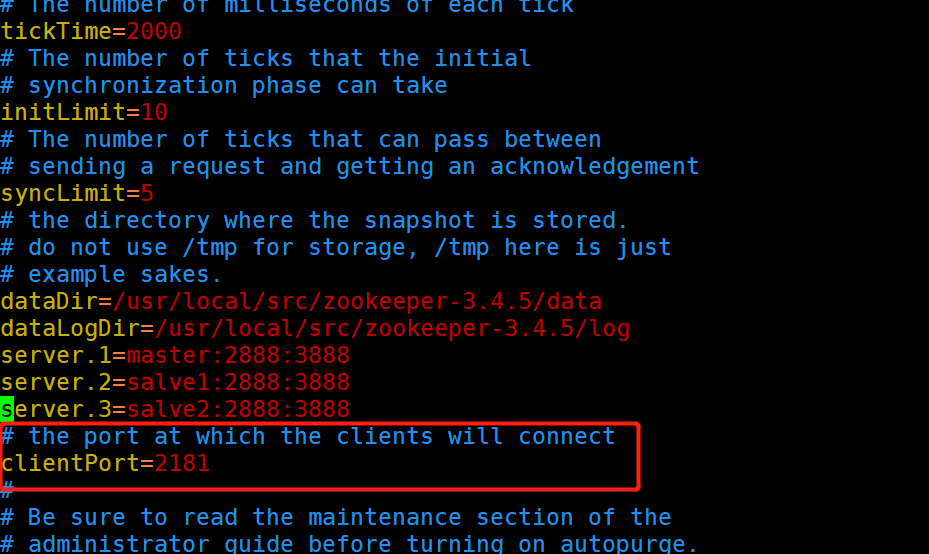 # The number of milliseconds of each tick
tickTime=2000
# The number of ticks that the initial
# synchronization phase can take
initLimit=10
# The number of ticks that can pass between
# sending a request and getting an acknowledgement
syncLimit=5
# the directory where the snapshot is stored.
# do not use /tmp for storage, /tmp here is just
# example sakes.
dataDir=/usr/local/src/zookeeper-3.4.5/data
dataLogDir=/usr/local/src/zookeeper-3.4.5/log
server.1=master:2888:3888
server.2=salve1:2888:3888
server.3=salve2:2888:3888
# the port at which the clients will connect
clientPort=2181
#
# Be sure to read the maintenance section of the
# administrator guide before turning on autopurge.